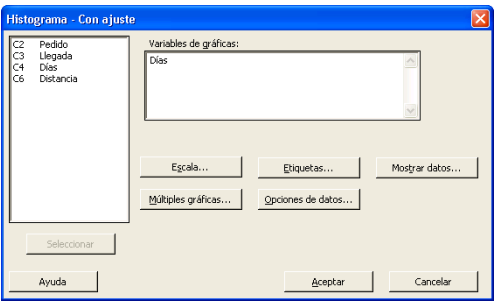 Histograma - Con ajuste
C2 Pedido
C3 Llegada
C4 Días
C6 Distancia
Variables de gráficas:
Días
Escala...
Etiquetas...
Mostrar datos...
Múltiples gráficas...
Opciones de datos...
Seleccionar
Ayuda
Aceptar
Cancelar